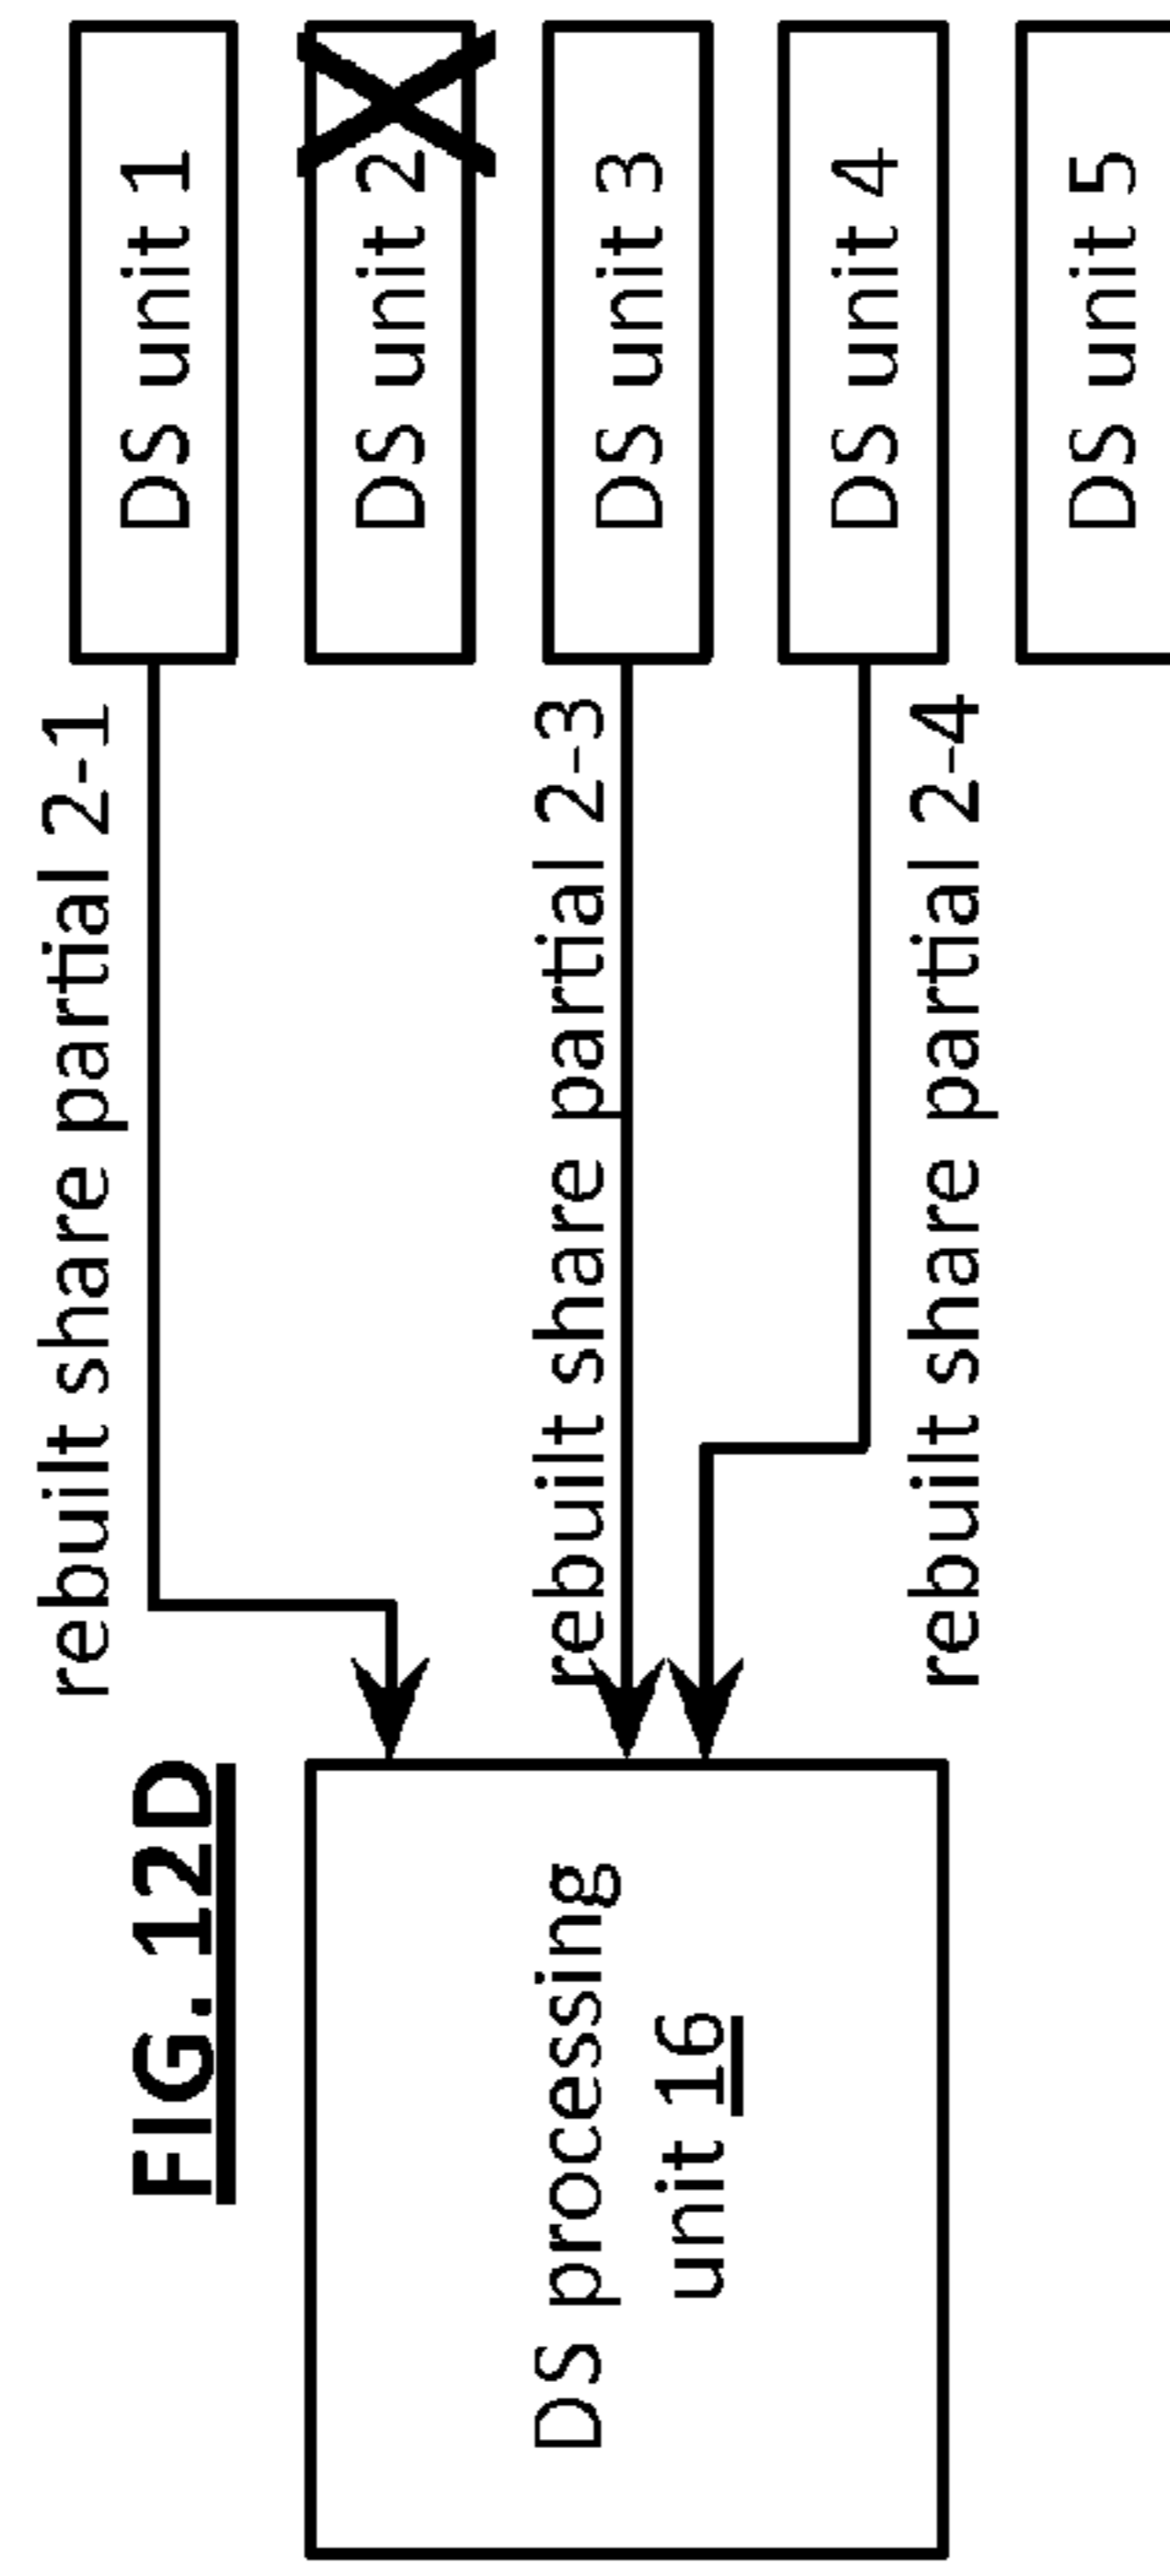 FIG. 12D
rebuilt share partial 2-1
DS unit 1
DS unit 2
DS processing
unit 16
rebuilt share partial 2-3
DS unit 3
rebuilt share partial 2-4
DS unit 4
DS unit 5